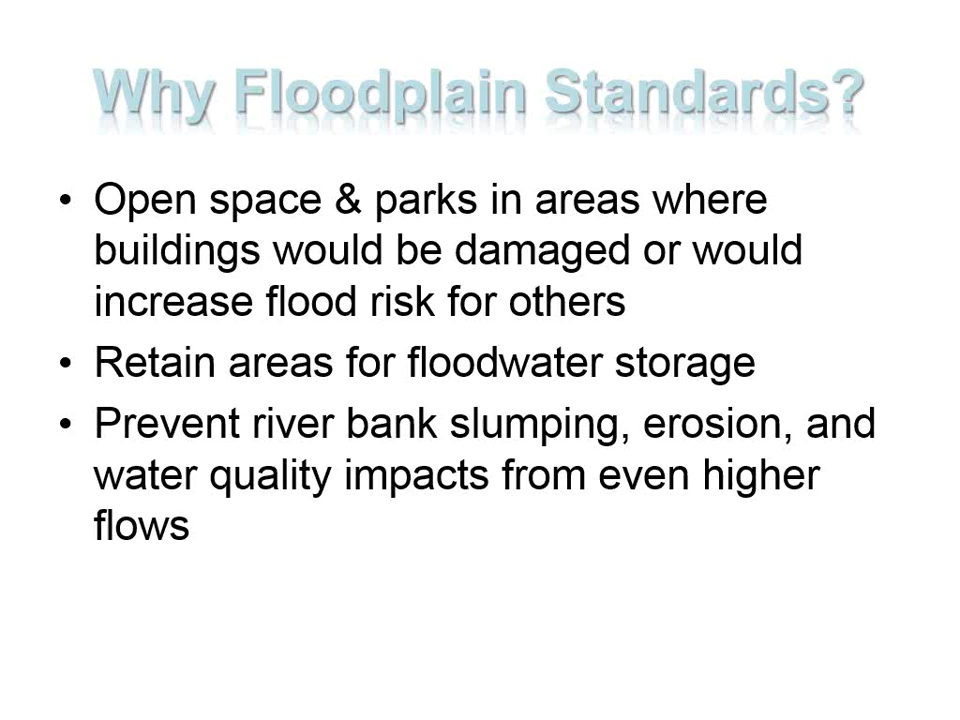 Why Floodplain Standards?
• Open space & parks in areas where
buildings would be damaged or would
increase flood risk for others
• Retain areas for floodwater storage
• Prevent river bank slumping, erosion, and
water quality impacts from even higher
flows